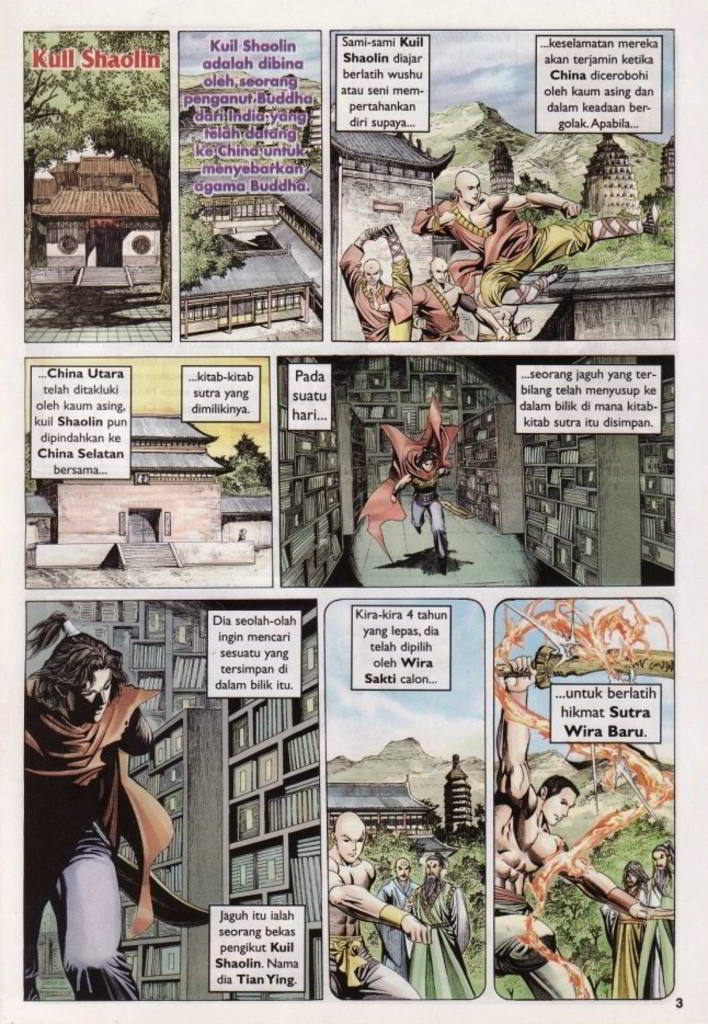 Kuil Shaolin
Kuil Shaolin
adalah dibina
oleh seorang
penganut Buddha
dari India yang
telah datang
ke China untuk
menyebarkan
agama Buddha.
Sami-sami Kuil
Shaolin diajar
berlatih wushu
atau seni mem-
pertahankan
diri supaya...
...keselamatan mereka
akan terjamin ketika
China dicerobohi
oleh kaum asing dan
dalam keadaan ber-
golak. Apabila...
...China Utara
telah ditakluki
oleh kaum asing,
kuil Shaolin pun
dipindahkan ke
China Selatan
bersama...
...kitab-kitab
sutra yang
dimilikinya.
Pada
suatu
hari...
...seorang jaguh yang ter-
bilang telah menyusup ke
dalam bilik di mana kitab-
kitab sutra itu disimpan.
Dia seolah-olah
ingin mencari
sesuatu yang
tersimpan di
dalam bilik itu.
Jaguh itu ialah
seorang bekas
pengikut Kuil
Shaolin. Nama
dia Tian Ying.
Kira-kira 4 tahun
yang lepas, dia
telah dipilih
oleh Wira
Sakti calon...
...untuk berlatih
hikmat Sutra
Wira Baru.
3